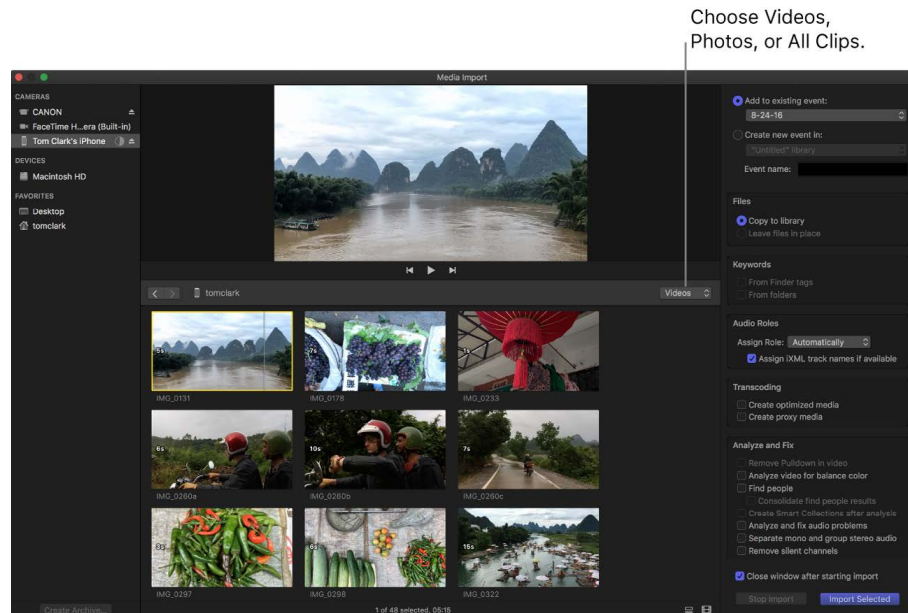 Choose Videos,
Photos, or All Clips.
Media Import
CAMERAS
CANON
FaceTime H...era (Built-in)
Tom Clark's iPhone
DEVICES
Macintosh HD
FAVORITES
Desktop
tomclark
Add to existing event:
8-24-16
Create new event in:
"Untitled" library
Event name:
Files
Copy to library
Leave files in place
Keywords
From Finder tags
From folders
Audio Roles
Assign Role: Automatically
Assign iXML track names if available
Transcoding
Create optimized media
Create proxy media
Analyze and Fix
Remove Pulldown in video
Analyze video for balance color
Find people
Consolidate find people results
Create Smart Collections after analysis
Analyze and fix audio problems
Separate mono and group stereo audio
Remove silent channels
Close window after starting import
Stop Import Import Selected
tomclark Videos
5s 7s 1s
IMG_0131 IMG_0178 IMG_0233
6s 10s 7s
IMG_0260a IMG_0260b IMG_0260c
6s 15s
IMG_0297 IMG_0298 IMG_0322
Create Archive... 1 of 48 selected, 05:15